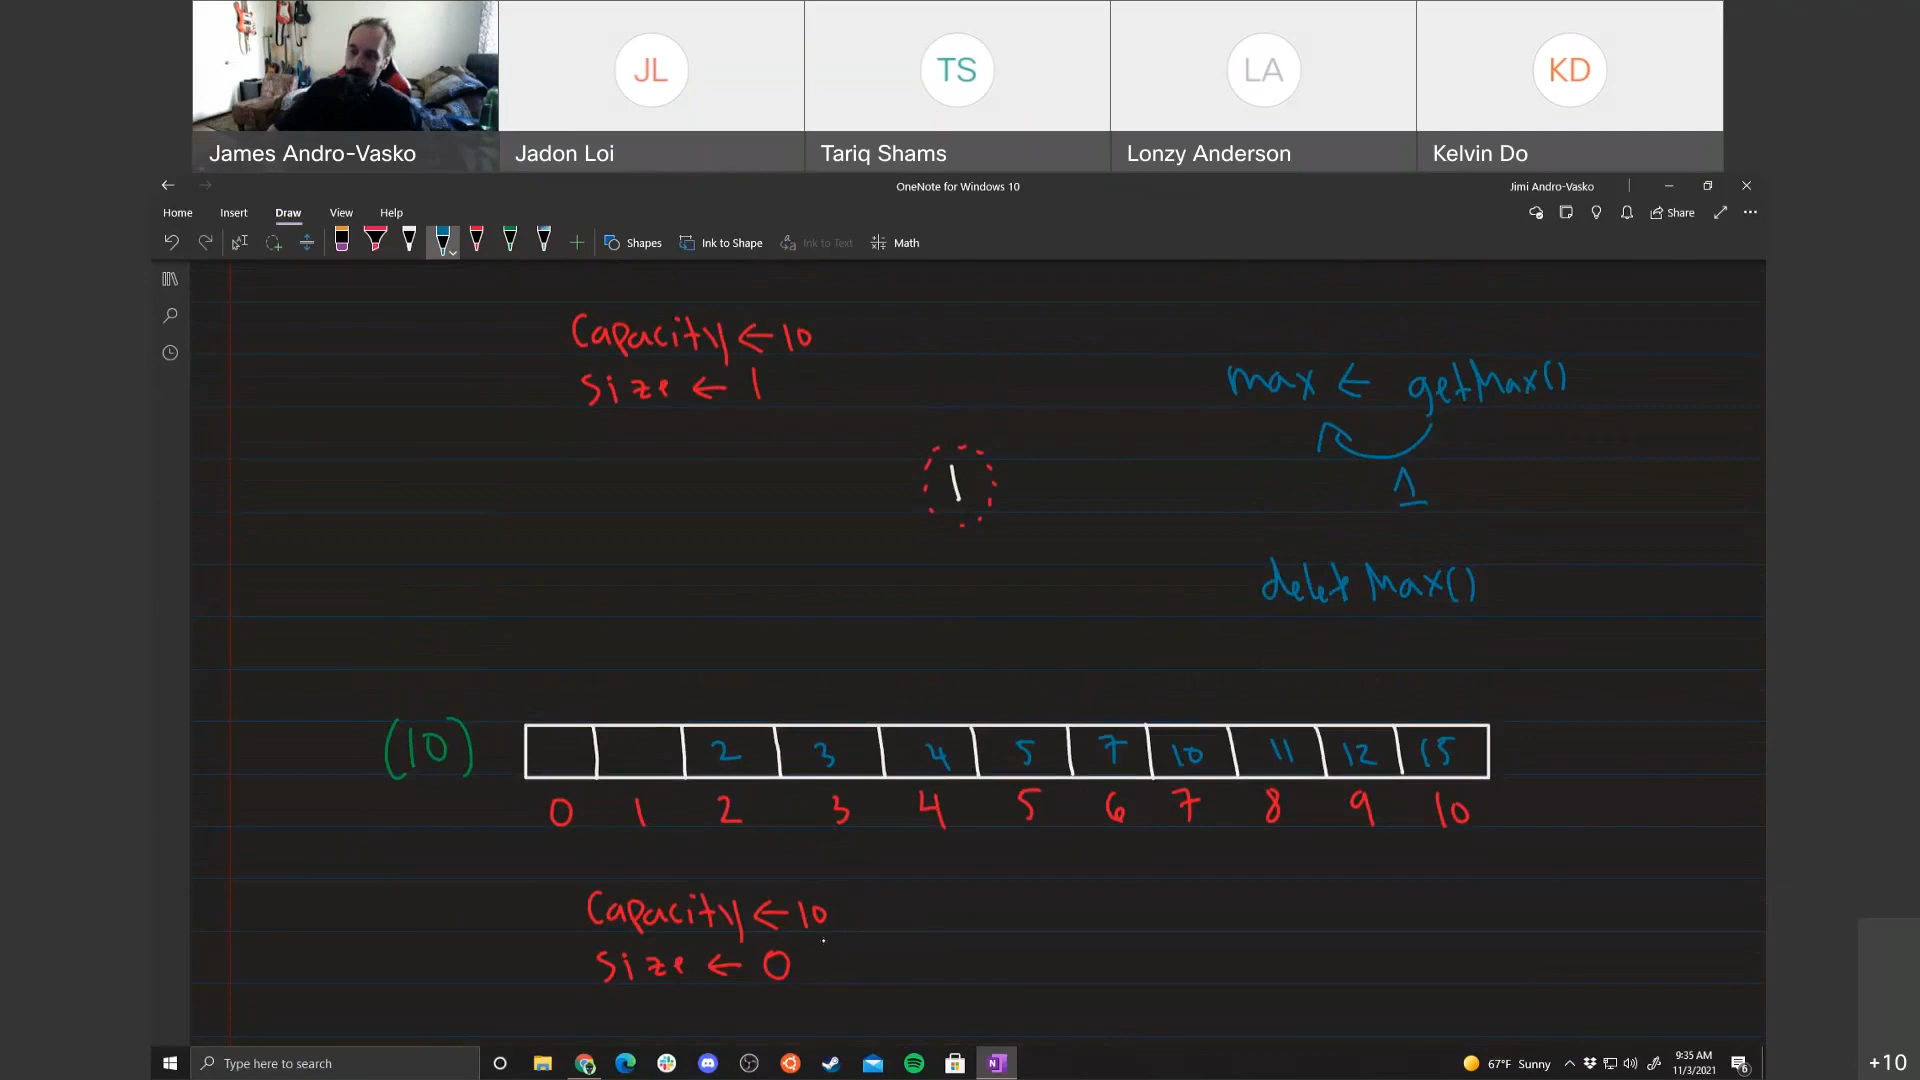 JL
TS
LA
KD
James Andro-Vasko
Jadon Loi
Tariq Shams
Lonzy Anderson
Kelvin Do
OneNote for Windows 10
Jimi Andro-Vasko
Home Insert Draw View Help
Share
Shapes Ink to Shape Ink to Text Math
Capacity ← 10
Size ← 1
max ← getMax()
1
1
delet Max()
(10)
2 3 4 5 7 10 11 12 15
0 1 2 3 4 5 6 7 8 9 10
Capacity ← 10
Size ← 0
Type here to search
67°F Sunny
9:35 AM
11/3/2021
6
+10